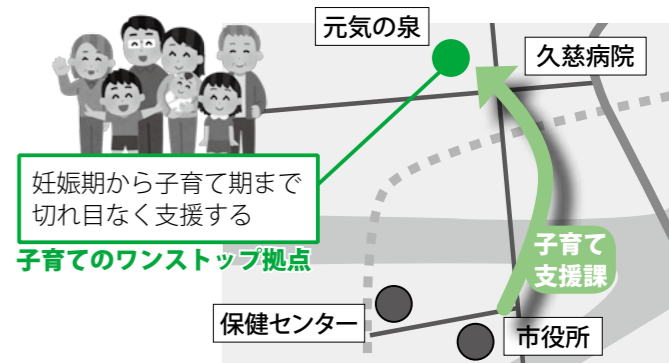 元気の泉
久慈病院
妊娠期から子育て期まで
切れ目なく支援する
子育てのワンストップ拠点
子育て
支援課
保健センター
市役所